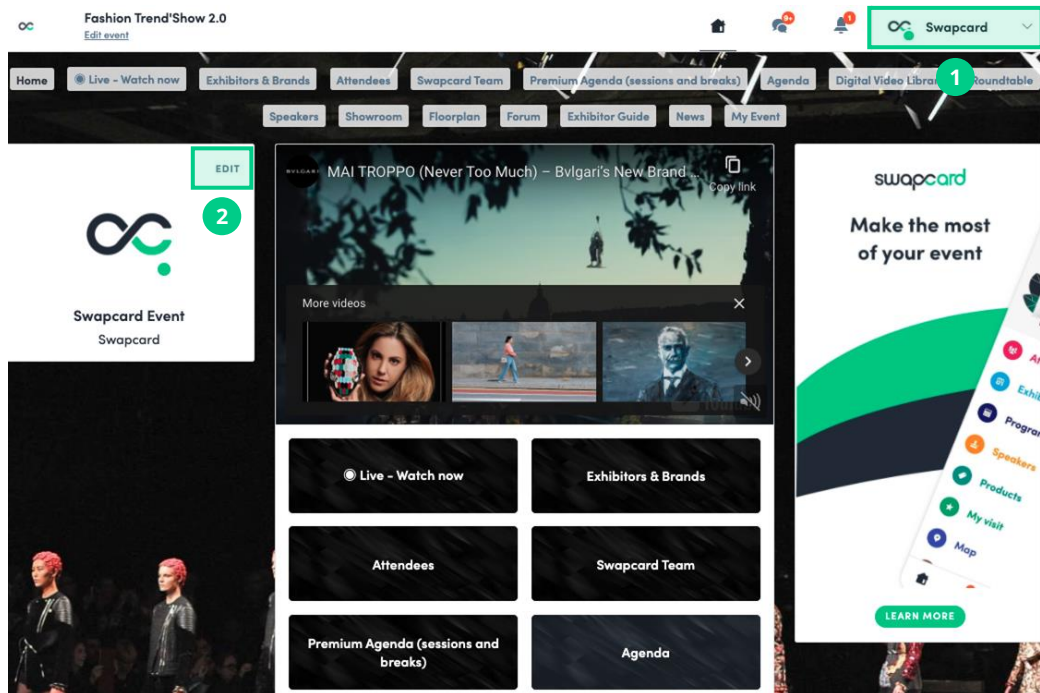 Fashion Trend'Show 2.0
Edit event
9+
1
Swapcard
1
Home
Live - Watch now
Exhibitors & Brands
Attendees
Swapcard Team
Premium Agenda (sessions and breaks)
Agenda
Digital Video
Roundtable
Speakers
Showroom
Floorplan
Forum
Exhibitor Guide
News
My Event
EDIT
2
Swapcard Event
Swapcard
BVLGARI
MAI TROPPO (Never Too Much) – Bvlgari's New Brand ...
Copy link
More videos
Live - Watch now
Exhibitors & Brands
Attendees
Swapcard Team
Premium Agenda (sessions and
breaks)
Agenda
swapcard
Make the most
of your event
Speakers
Products
My visit
Map
LEARN MORE